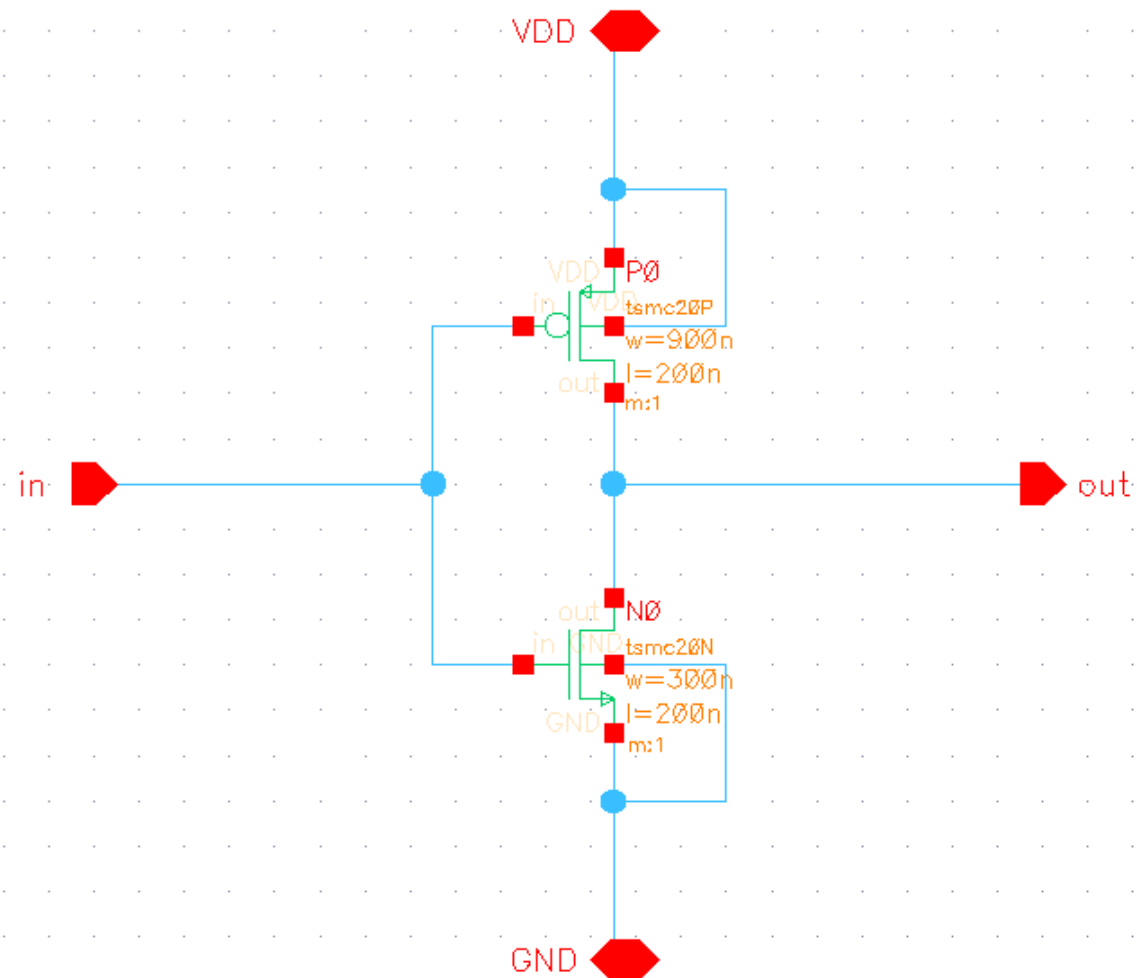 VDD
VDD
P0
in
VDD
tsmc20P
w=900n
l=200n
out
m:1
in
out
out
N0
in
GND
tsmc20N
w=300n
l=200n
GND
m:1
GND